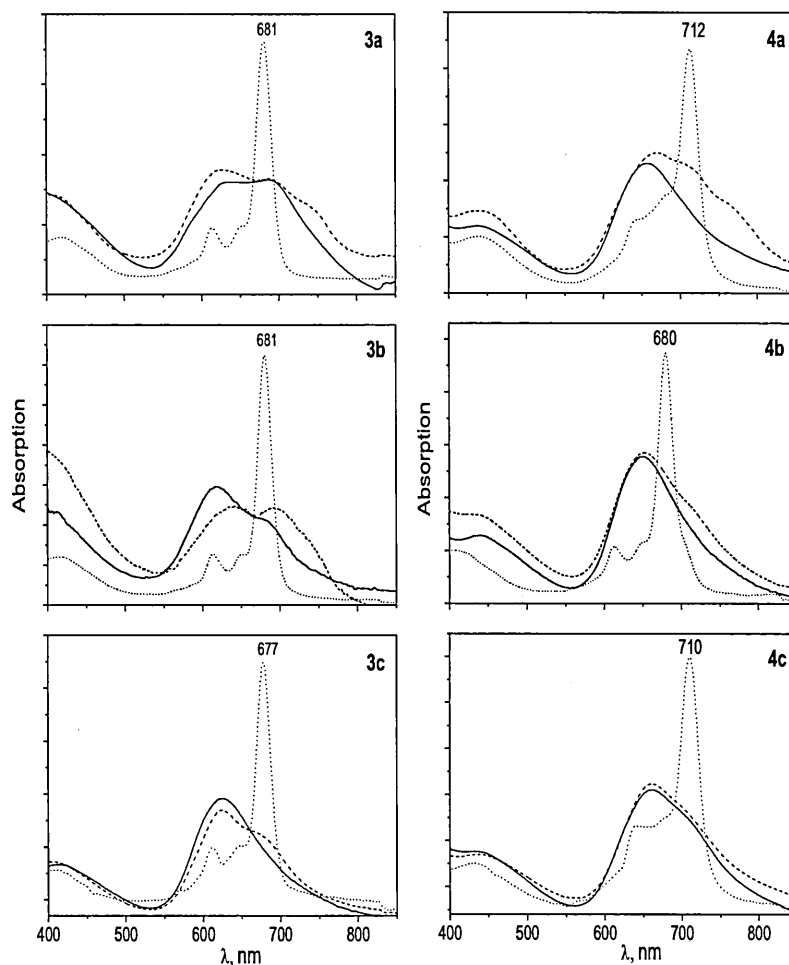 681
3a
712
4a
681
3b
680
4b
Absorption
Absorption
677
3c
710
4c
400 500 600 700 800
400 500 600 700 800
λ, nm
λ, nm